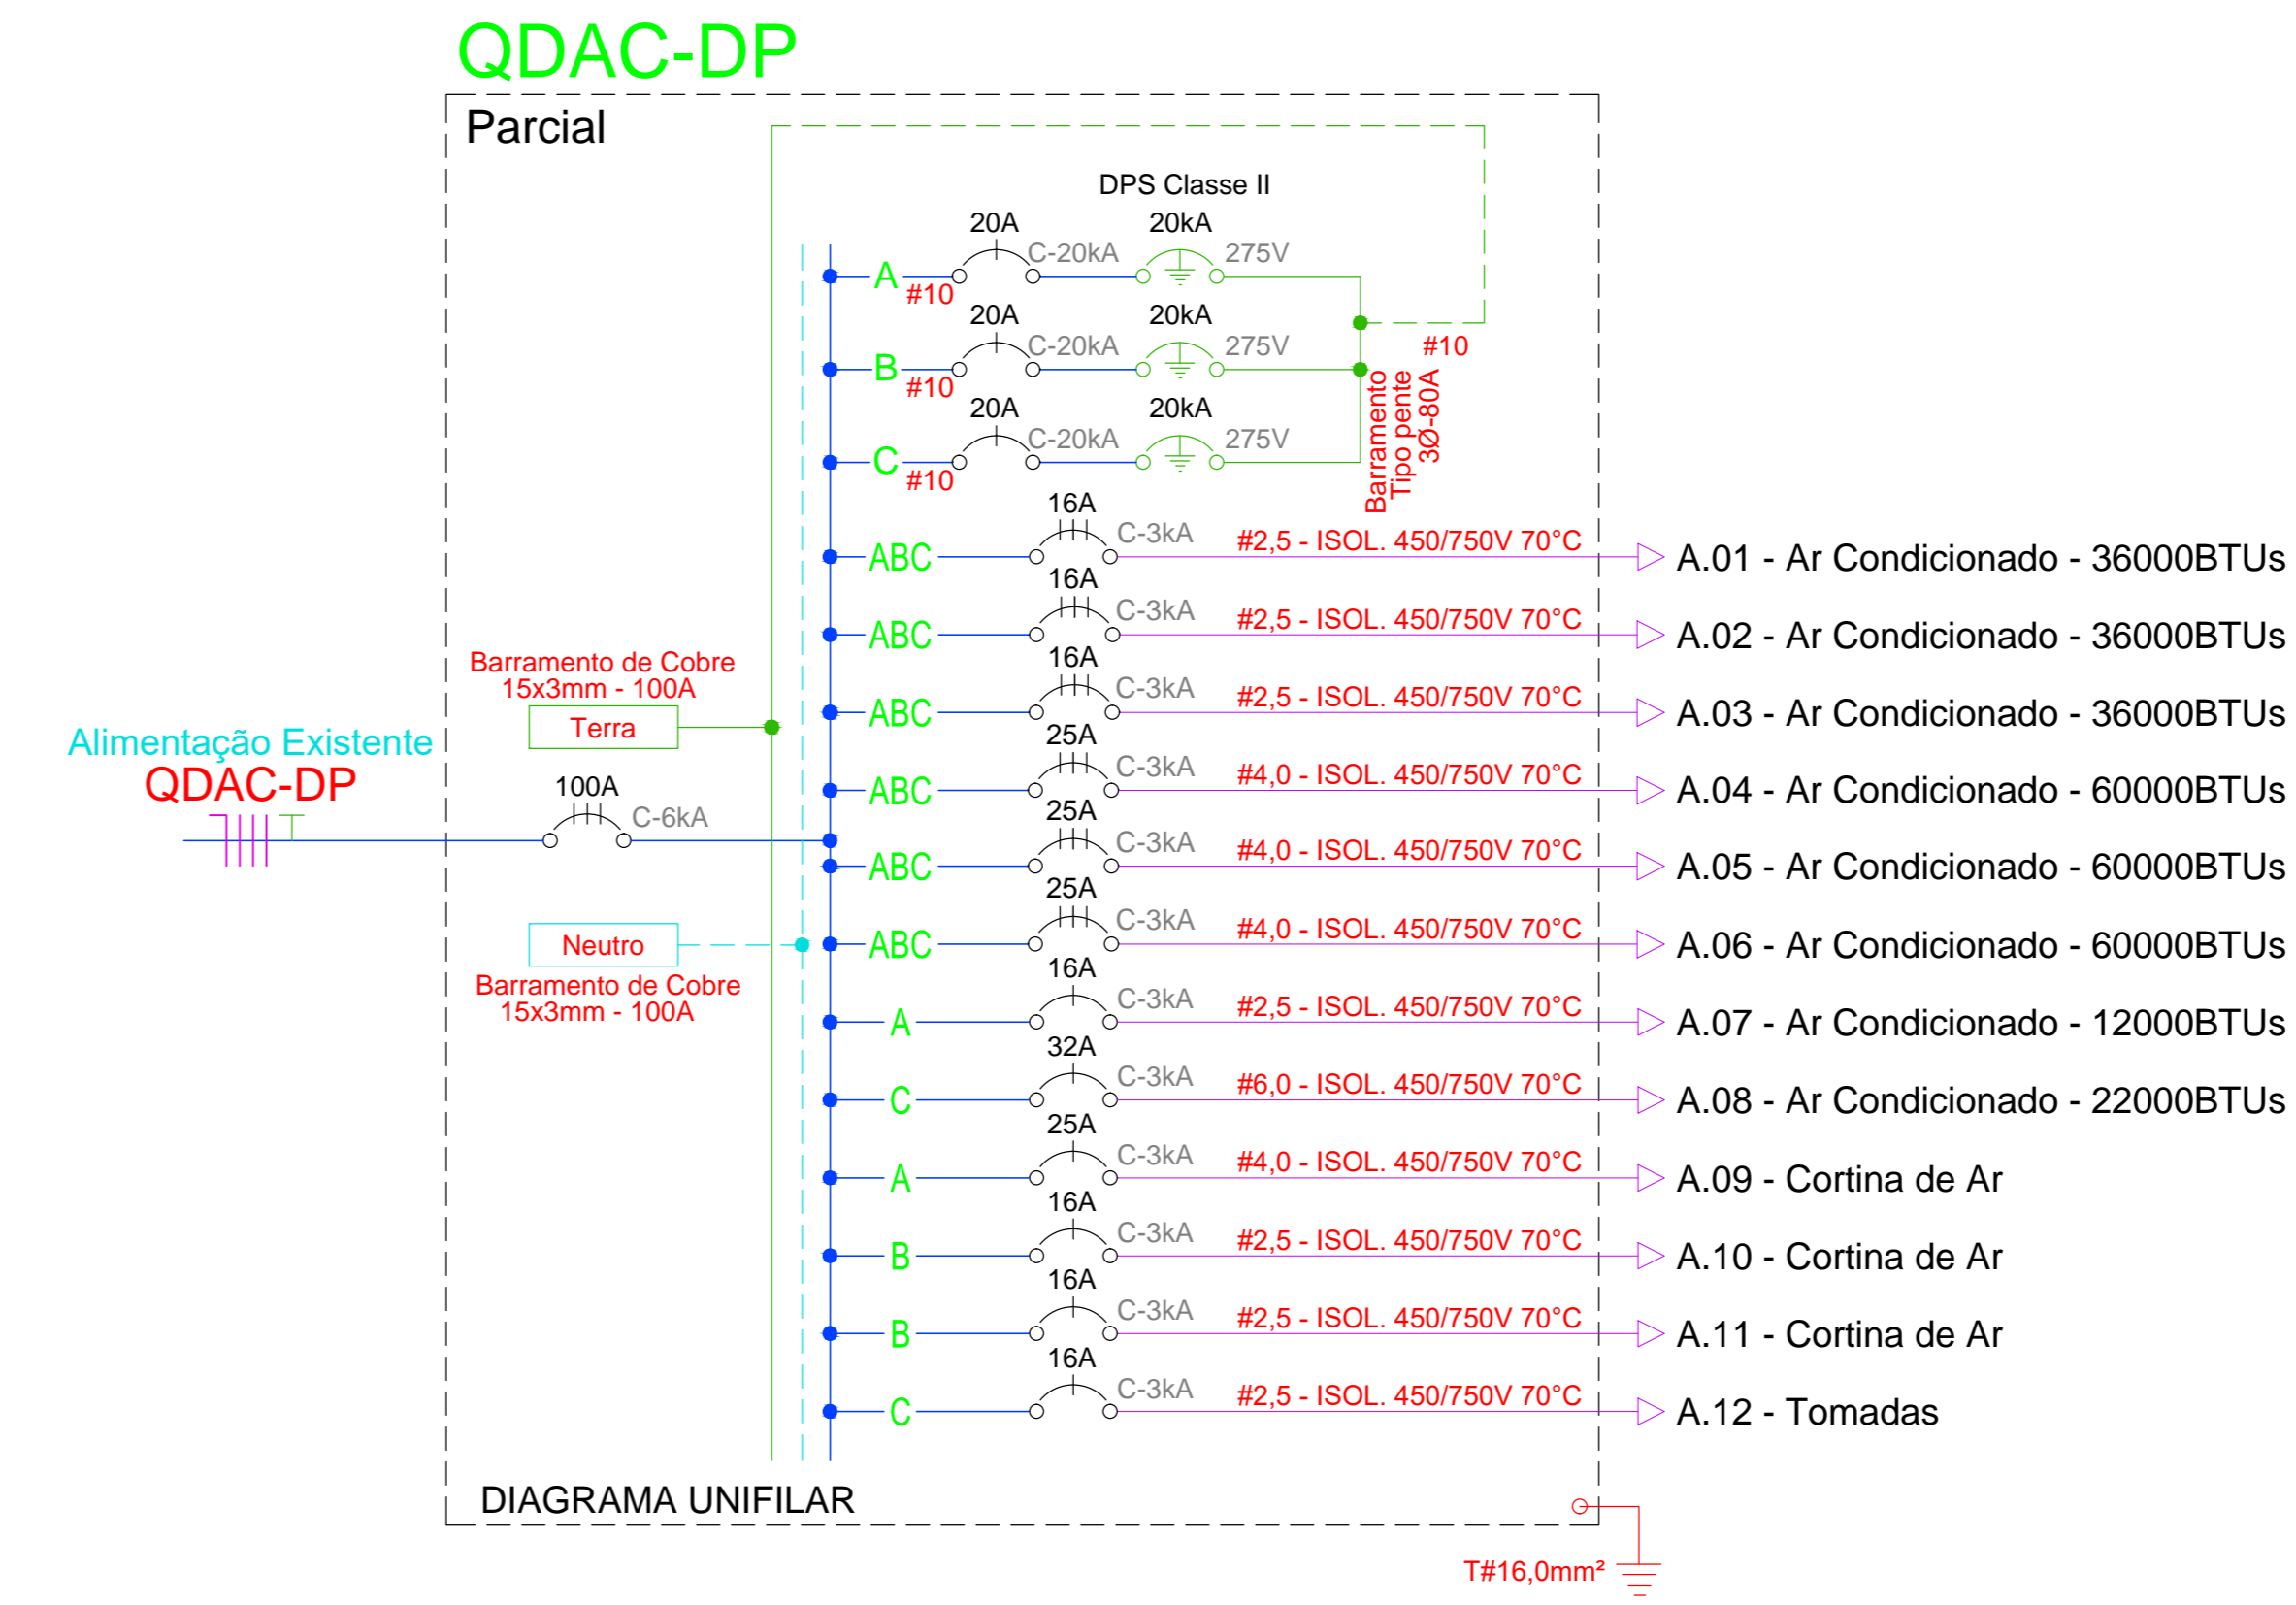 QDAC-DP
Parcial
DPS Classe II
20A
C-20kA
20kA
275V
A
#10
20A
C-20kA
20kA
275V
B
#10
20A
C-20kA
20kA
275V
C
#10
#10
Barramento
Tipo pente
3Ø-80A
ABC
16A
C-3kA
#2,5 - ISOL. 450/750V 70°C
A.01 - Ar Condicionado - 36000BTUs
ABC
16A
C-3kA
#2,5 - ISOL. 450/750V 70°C
A.02 - Ar Condicionado - 36000BTUs
ABC
16A
C-3kA
#2,5 - ISOL. 450/750V 70°C
A.03 - Ar Condicionado - 36000BTUs
Barramento de Cobre
15x3mm - 100A
Terra
Alimentação Existente
QDAC-DP
100A
C-6kA
ABC
25A
C-3kA
#4,0 - ISOL. 450/750V 70°C
A.04 - Ar Condicionado - 60000BTUs
ABC
25A
C-3kA
#4,0 - ISOL. 450/750V 70°C
A.05 - Ar Condicionado - 60000BTUs
ABC
25A
C-3kA
#4,0 - ISOL. 450/750V 70°C
A.06 - Ar Condicionado - 60000BTUs
Neutro
Barramento de Cobre
15x3mm - 100A
A
16A
C-3kA
#2,5 - ISOL. 450/750V 70°C
A.07 - Ar Condicionado - 12000BTUs
C
32A
C-3kA
#6,0 - ISOL. 450/750V 70°C
A.08 - Ar Condicionado - 22000BTUs
A
25A
C-3kA
#4,0 - ISOL. 450/750V 70°C
A.09 - Cortina de Ar
B
16A
C-3kA
#2,5 - ISOL. 450/750V 70°C
A.10 - Cortina de Ar
B
16A
C-3kA
#2,5 - ISOL. 450/750V 70°C
A.11 - Cortina de Ar
C
16A
C-3kA
#2,5 - ISOL. 450/750V 70°C
A.12 - Tomadas
DIAGRAMA UNIFILAR
T#16,0mm²